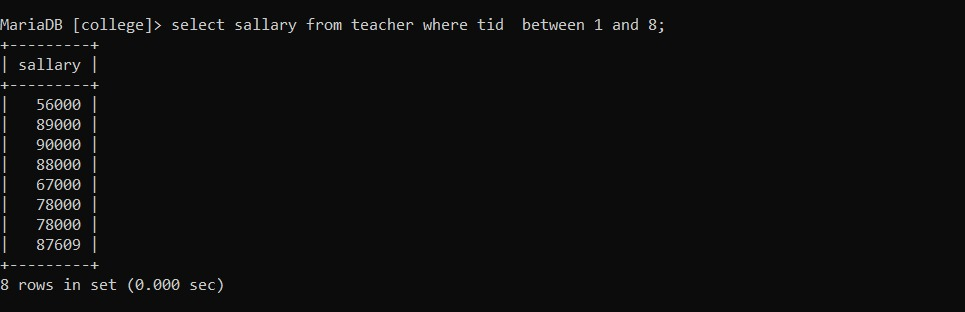 MariaDB [college]> select sallary from teacher where tid  between 1 and 8;
+---------+
| sallary |
+---------+
|   56000 |
|   89000 |
|   90000 |
|   88000 |
|   67000 |
|   78000 |
|   78000 |
|   87609 |
+---------+
8 rows in set (0.000 sec)